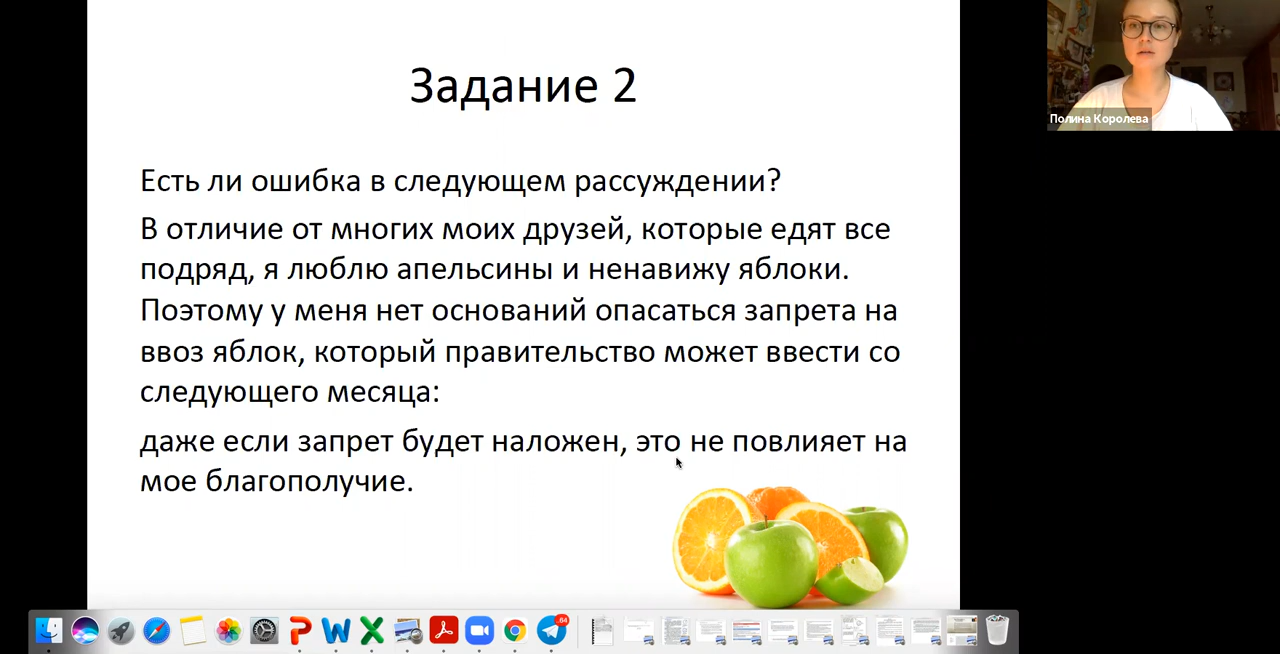 Задание 2
Полина Королева
Есть ли ошибка в следующем рассуждении?
В отличие от многих моих друзей, которые едят все
подряд, я люблю апельсины и ненавижу яблоки.
Поэтому у меня нет оснований опасаться запрета на
ввоз яблок, который правительство может ввести со
следующего месяца:
даже если запрет будет наложен, это не повлияет на
мое благополучие.